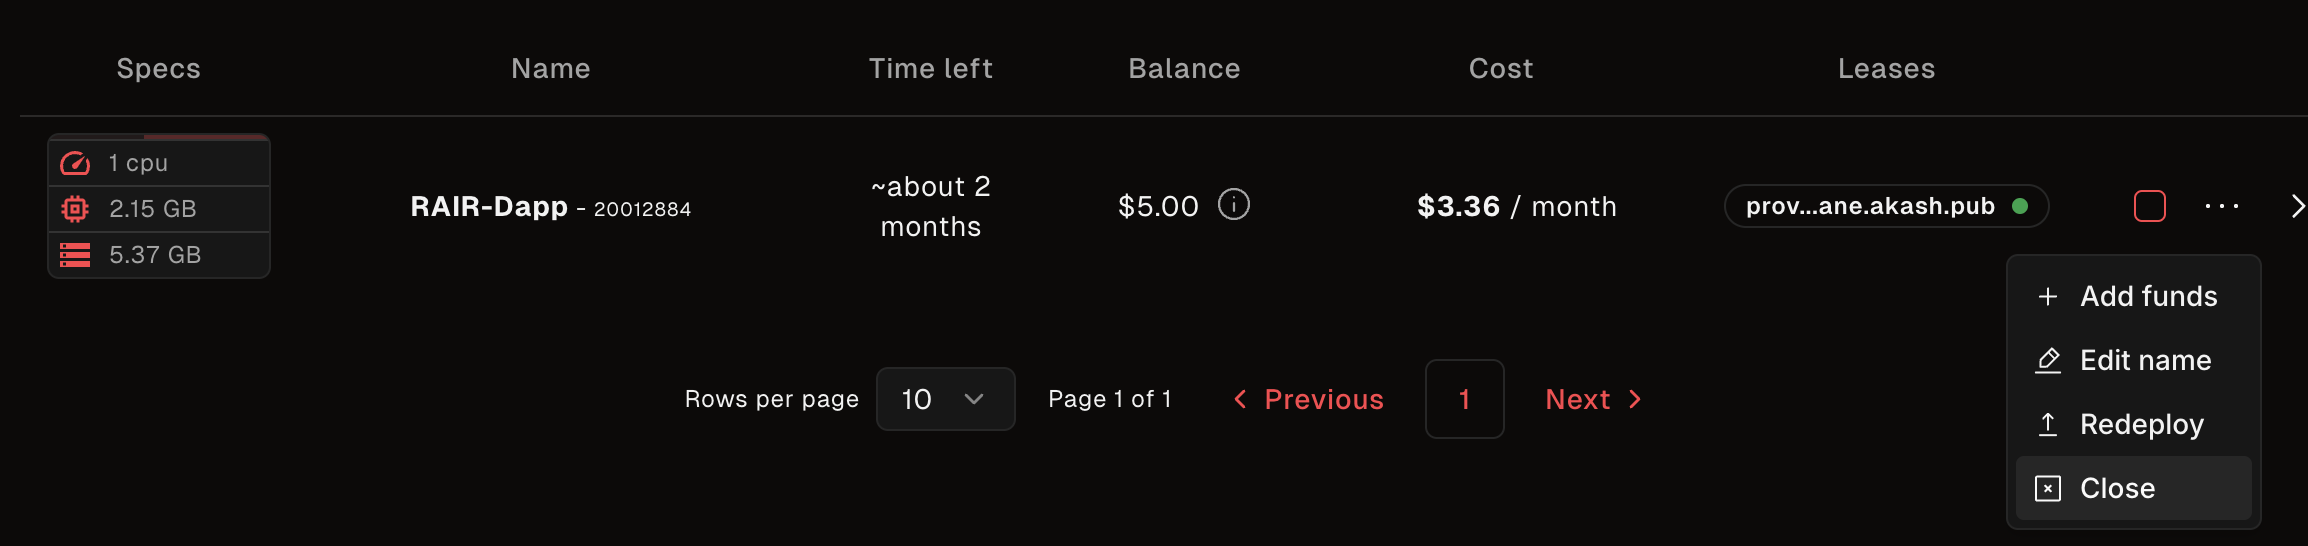 Specs Name Time left Balance Cost Leases
1 cpu
2.15 GB
5.37 GB
RAIR-Dapp - 20012884
~about 2
months
$5.00
$3.36 / month
prov...ane.akash.pub
Add funds
Edit name
Redeploy
Close
Rows per page 10 Page 1 of 1 Previous 1 Next